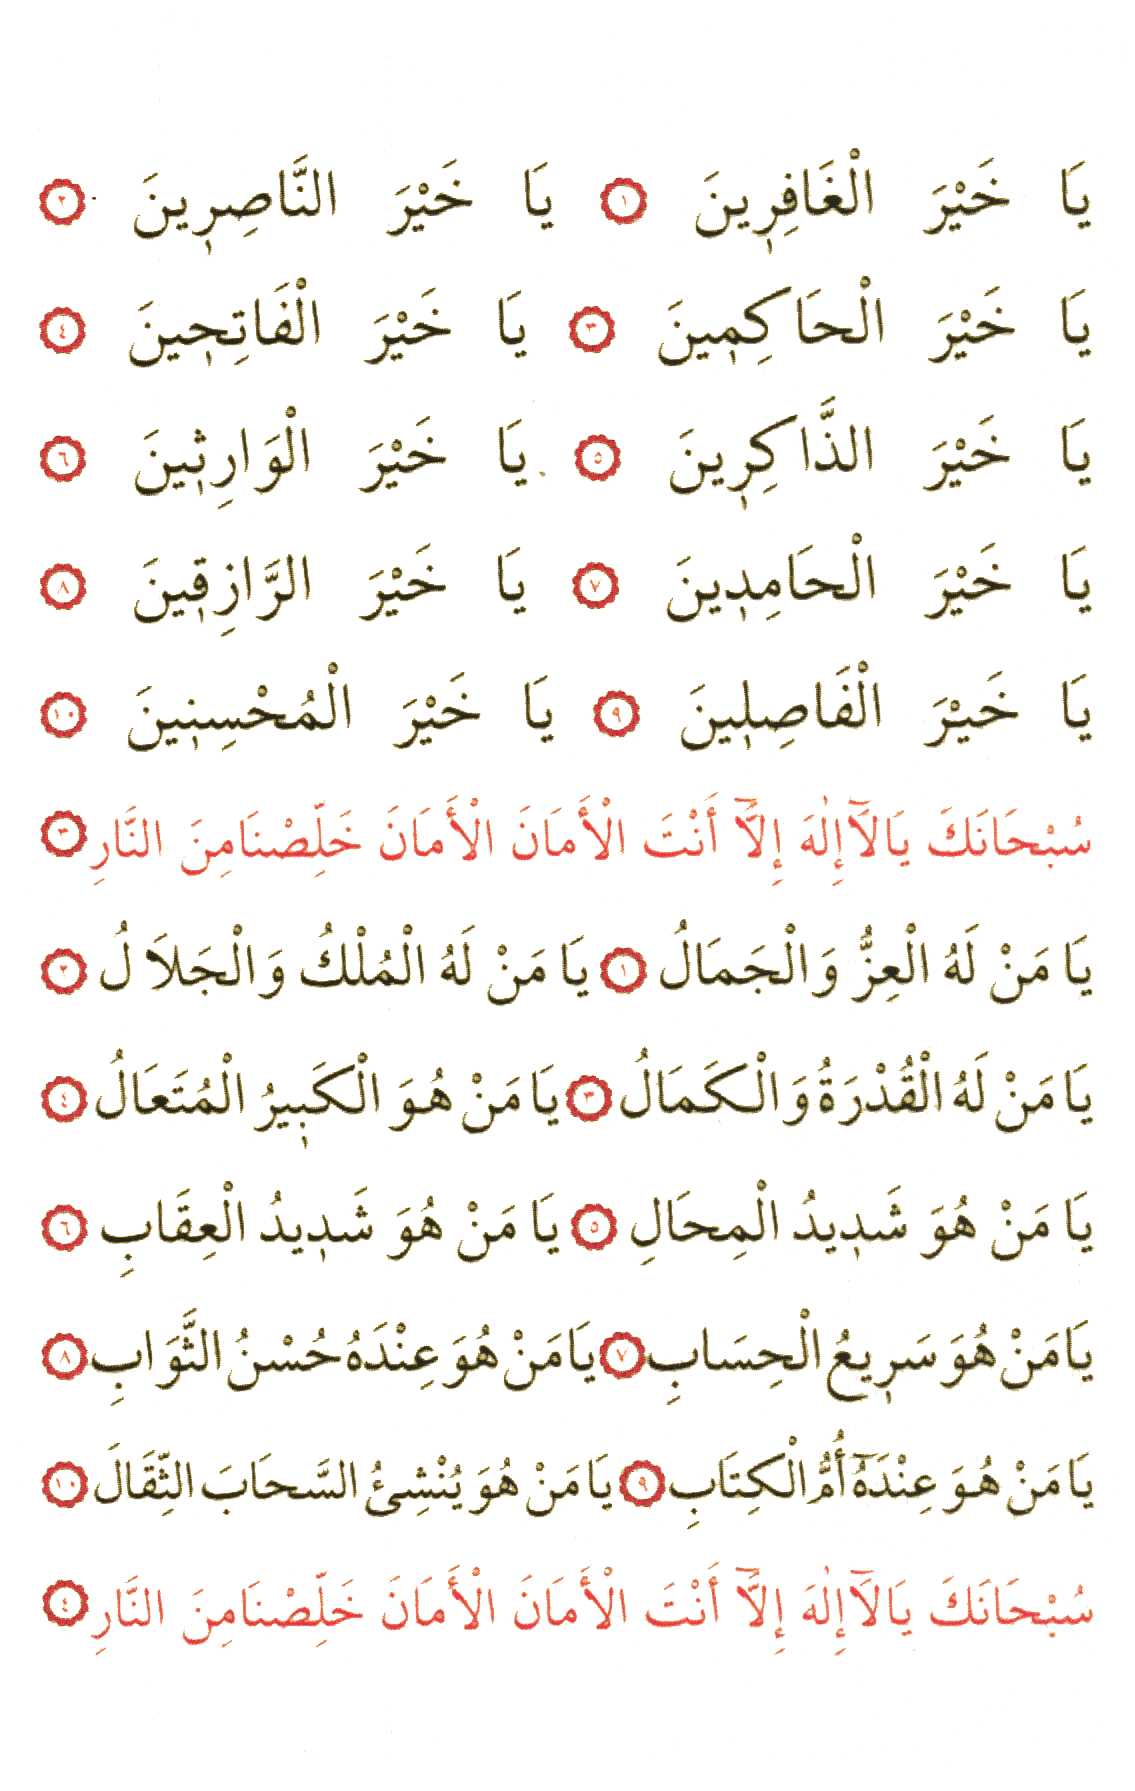 يَا خَيْرَ الْغَافِرِينَ ١ يَا خَيْرَ النَّاصِرِينَ ٢
يَا خَيْرَ الْحَاكِمِينَ ٣ يَا خَيْرَ الْفَاتِحِينَ ٤
يَا خَيْرَ الذَّاكِرِينَ ٥ يَا خَيْرَ الْوَارِثِينَ ٦
يَا خَيْرَ الْحَامِدِينَ ٧ يَا خَيْرَ الرَّازِقِينَ ٨
يَا خَيْرَ الْفَاصِلِينَ ٩ يَا خَيْرَ الْمُحْسِنِينَ ١٠
سُبْحَانَكَ يَا لَآ إِلٰهَ إِلَّآ أَنْتَ الْأَمَانَ الْأَمَانَ خَلِّصْنَا مِنَ النَّارِ ٣
يَا مَنْ لَهُ الْعِزُّ وَالْجَمَالُ ١ يَا مَنْ لَهُ الْمُلْكُ وَالْجَلَالُ ٢
يَا مَنْ لَهُ الْقُدْرَةُ وَالْكَمَالُ ٣ يَا مَنْ هُوَ الْكَبِيرُ الْمُتَعَالُ ٤
يَا مَنْ هُوَ شَدِيدُ الْمِحَالِ ٥ يَا مَنْ هُوَ شَدِيدُ الْعِقَابِ ٦
يَا مَنْ هُوَ سَرِيعُ الْحِسَابِ ٧ يَا مَنْ هُوَ عِنْدَهُ حُسْنُ الثَّوَابِ ٨
يَا مَنْ هُوَ عِنْدَهُٓ أُمُّ الْكِتَابِ ٩ يَا مَنْ هُوَ يُنْشِئُ السَّحَابَ الثِّقَالَ ١٠
سُبْحَانَكَ يَا لَآ إِلٰهَ إِلَّآ أَنْتَ الْأَمَانَ الْأَمَانَ خَلِّصْنَا مِنَ النَّارِ ٤